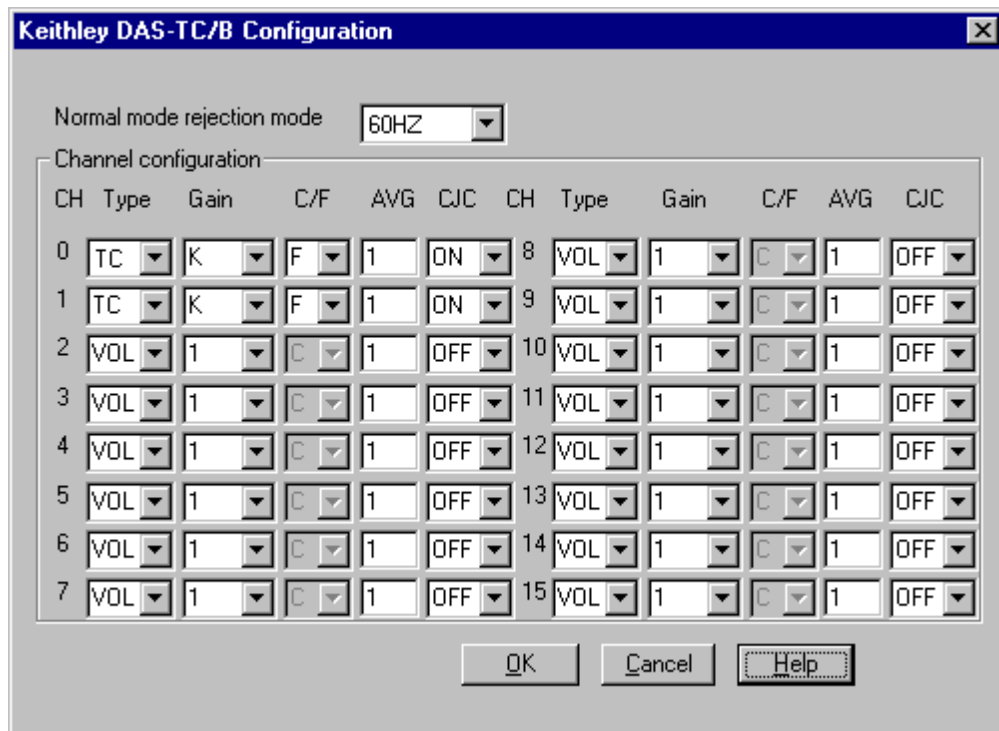 Keithley DAS-TC/B Configuration
Normal mode rejection mode 60HZ
Channel configuration
CH Type Gain C/F AVG CJC CH Type Gain C/F AVG CJC
0 TC K F 1 ON 8 VOL 1 C 1 OFF
1 TC K F 1 ON 9 VOL 1 C 1 OFF
2 VOL 1 C 1 OFF 10 VOL 1 C 1 OFF
3 VOL 1 C 1 OFF 11 VOL 1 C 1 OFF
4 VOL 1 C 1 OFF 12 VOL 1 C 1 OFF
5 VOL 1 C 1 OFF 13 VOL 1 C 1 OFF
6 VOL 1 C 1 OFF 14 VOL 1 C 1 OFF
7 VOL 1 C 1 OFF 15 VOL 1 C 1 OFF
OK Cancel Help